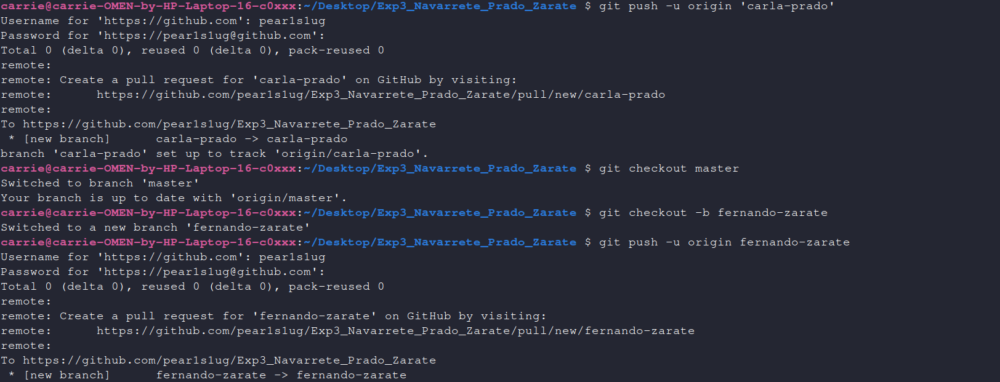 carrie@carrie-OMEN-by-HP-Laptop-16-c0xxx:~/Desktop/Exp3_Navarrete_Prado_Zarate $ git push -u origin 'carla-prado'
Username for 'https://github.com': pear1s1ug
Password for 'https://pear1s1ug@github.com':
Total 0 (delta 0), reused 0 (delta 0), pack-reused 0
remote:
remote: Create a pull request for 'carla-prado' on GitHub by visiting:
remote:      https://github.com/pear1s1ug/Exp3_Navarrete_Prado_Zarate/pull/new/carla-prado
remote:
To https://github.com/pear1s1ug/Exp3_Navarrete_Prado_Zarate
 * [new branch]      carla-prado -> carla-prado
branch 'carla-prado' set up to track 'origin/carla-prado'.
carrie@carrie-OMEN-by-HP-Laptop-16-c0xxx:~/Desktop/Exp3_Navarrete_Prado_Zarate $ git checkout master
Switched to branch 'master'
Your branch is up to date with 'origin/master'.
carrie@carrie-OMEN-by-HP-Laptop-16-c0xxx:~/Desktop/Exp3_Navarrete_Prado_Zarate $ git checkout -b fernando-zarate
Switched to a new branch 'fernando-zarate'
carrie@carrie-OMEN-by-HP-Laptop-16-c0xxx:~/Desktop/Exp3_Navarrete_Prado_Zarate $ git push -u origin fernando-zarate
Username for 'https://github.com': pear1s1ug
Password for 'https://pear1s1ug@github.com':
Total 0 (delta 0), reused 0 (delta 0), pack-reused 0
remote:
remote: Create a pull request for 'fernando-zarate' on GitHub by visiting:
remote:      https://github.com/pear1s1ug/Exp3_Navarrete_Prado_Zarate/pull/new/fernando-zarate
remote:
To https://github.com/pear1s1ug/Exp3_Navarrete_Prado_Zarate
 * [new branch]      fernando-zarate -> fernando-zarate